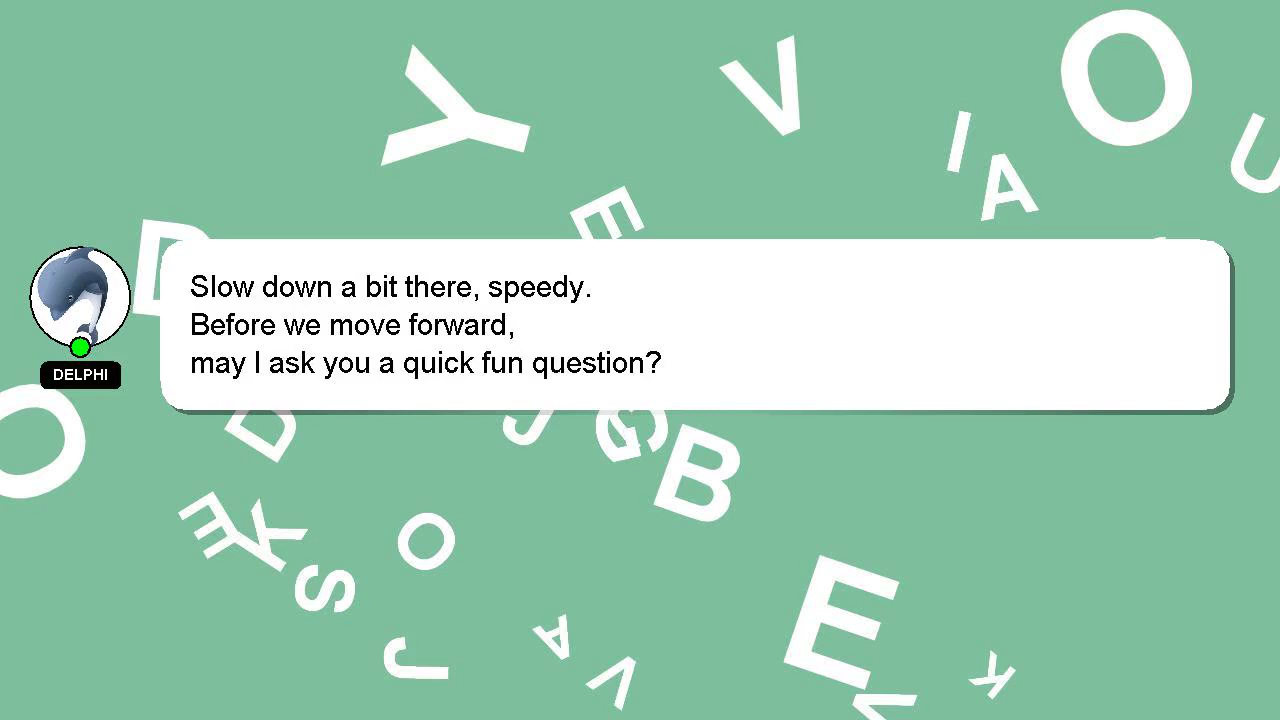 Y
V
O
I
A
U
E
D
Slow down a bit there, speedy.
Before we move forward,
may I ask you a quick fun question?
DELPHI
O
D
J
G
B
E
K
O
S
E
A
J
V
K
V